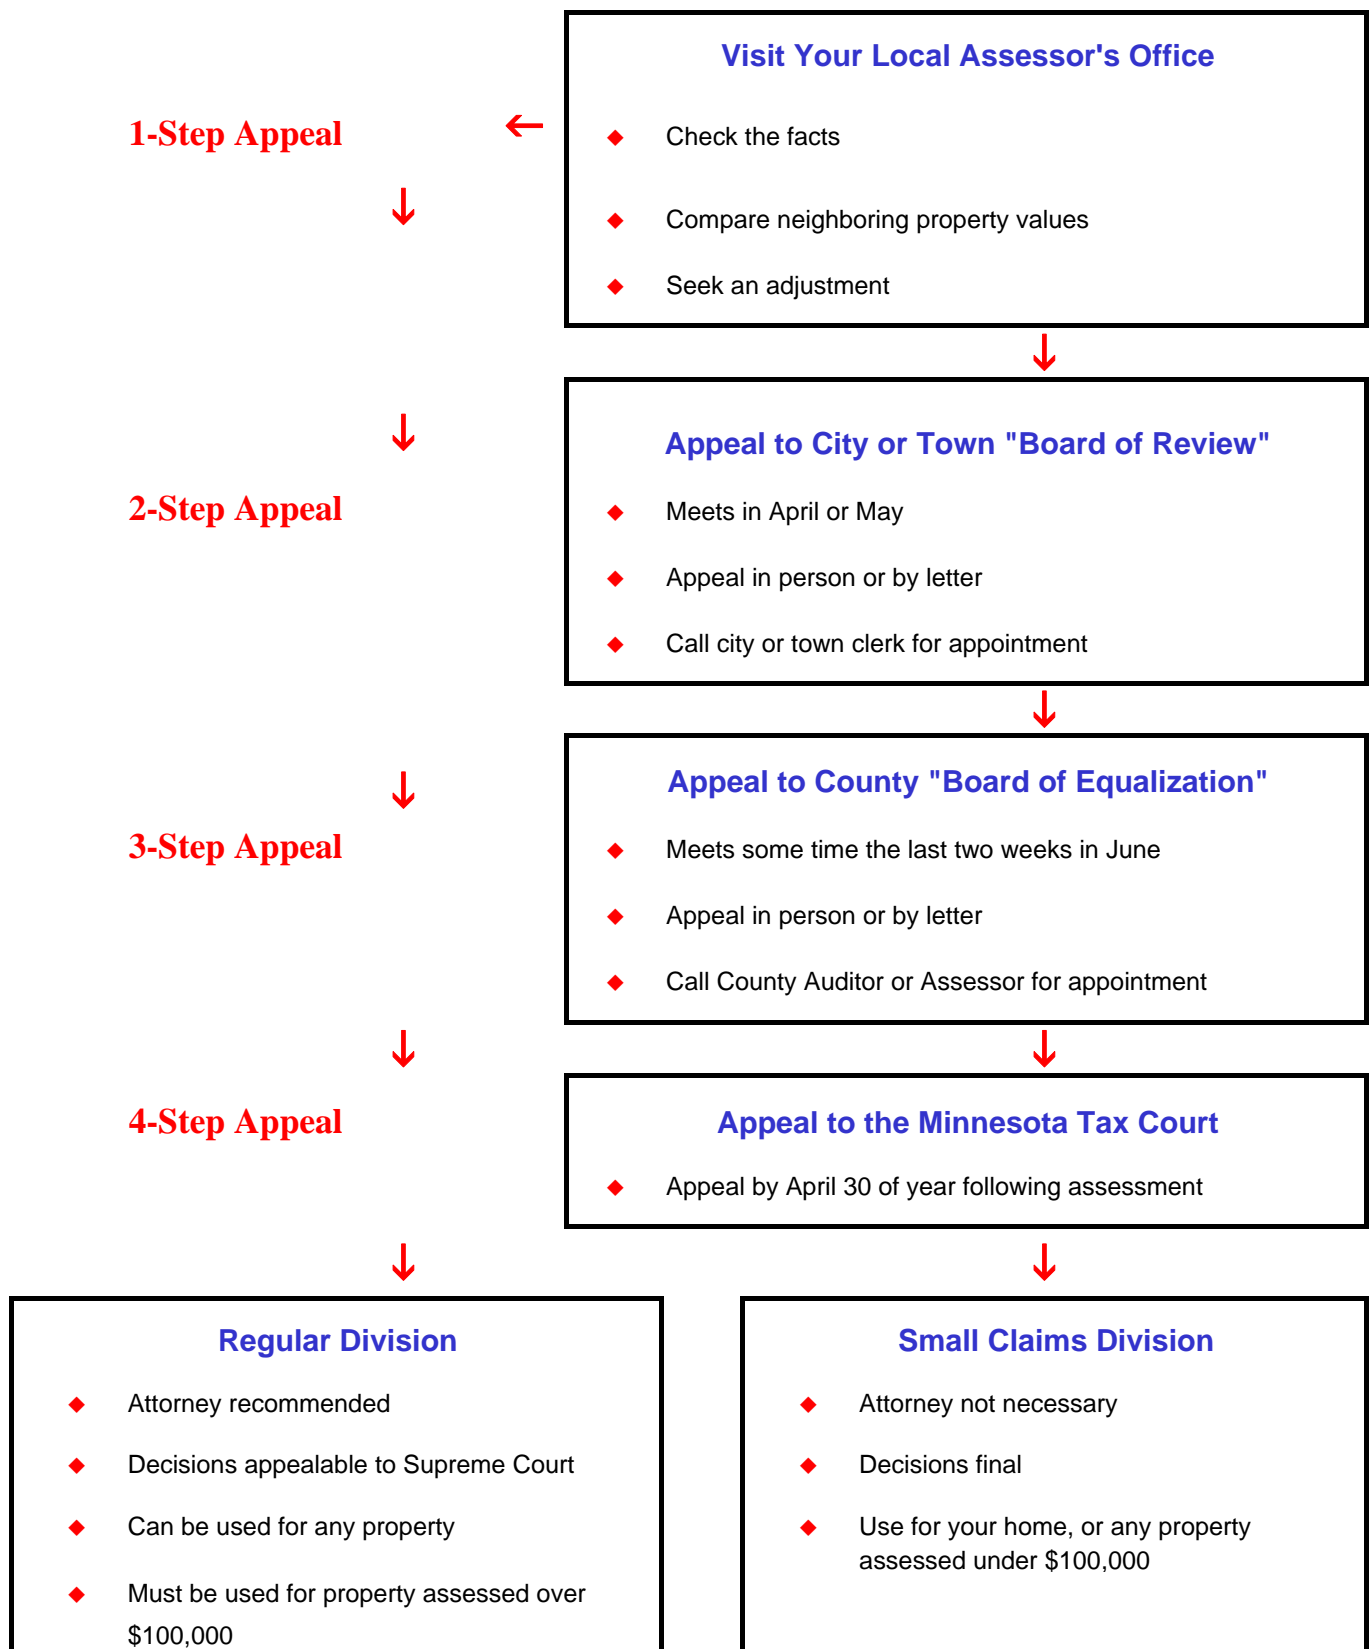 Visit Your Local Assessor's Office
1-Step Appeal
Check the facts
Compare neighboring property values
Seek an adjustment
Appeal to City or Town "Board of Review"
2-Step Appeal
Meets in April or May
Appeal in person or by letter
Call city or town clerk for appointment
Appeal to County "Board of Equalization"
3-Step Appeal
Meets some time the last two weeks in June
Appeal in person or by letter
Call County Auditor or Assessor for appointment
4-Step Appeal
Appeal to the Minnesota Tax Court
Appeal by April 30 of year following assessment
Regular Division
Attorney recommended
Decisions appealable to Supreme Court
Can be used for any property
Must be used for property assessed over
$100,000
Small Claims Division
Attorney not necessary
Decisions final
Use for your home, or any property
assessed under $100,000